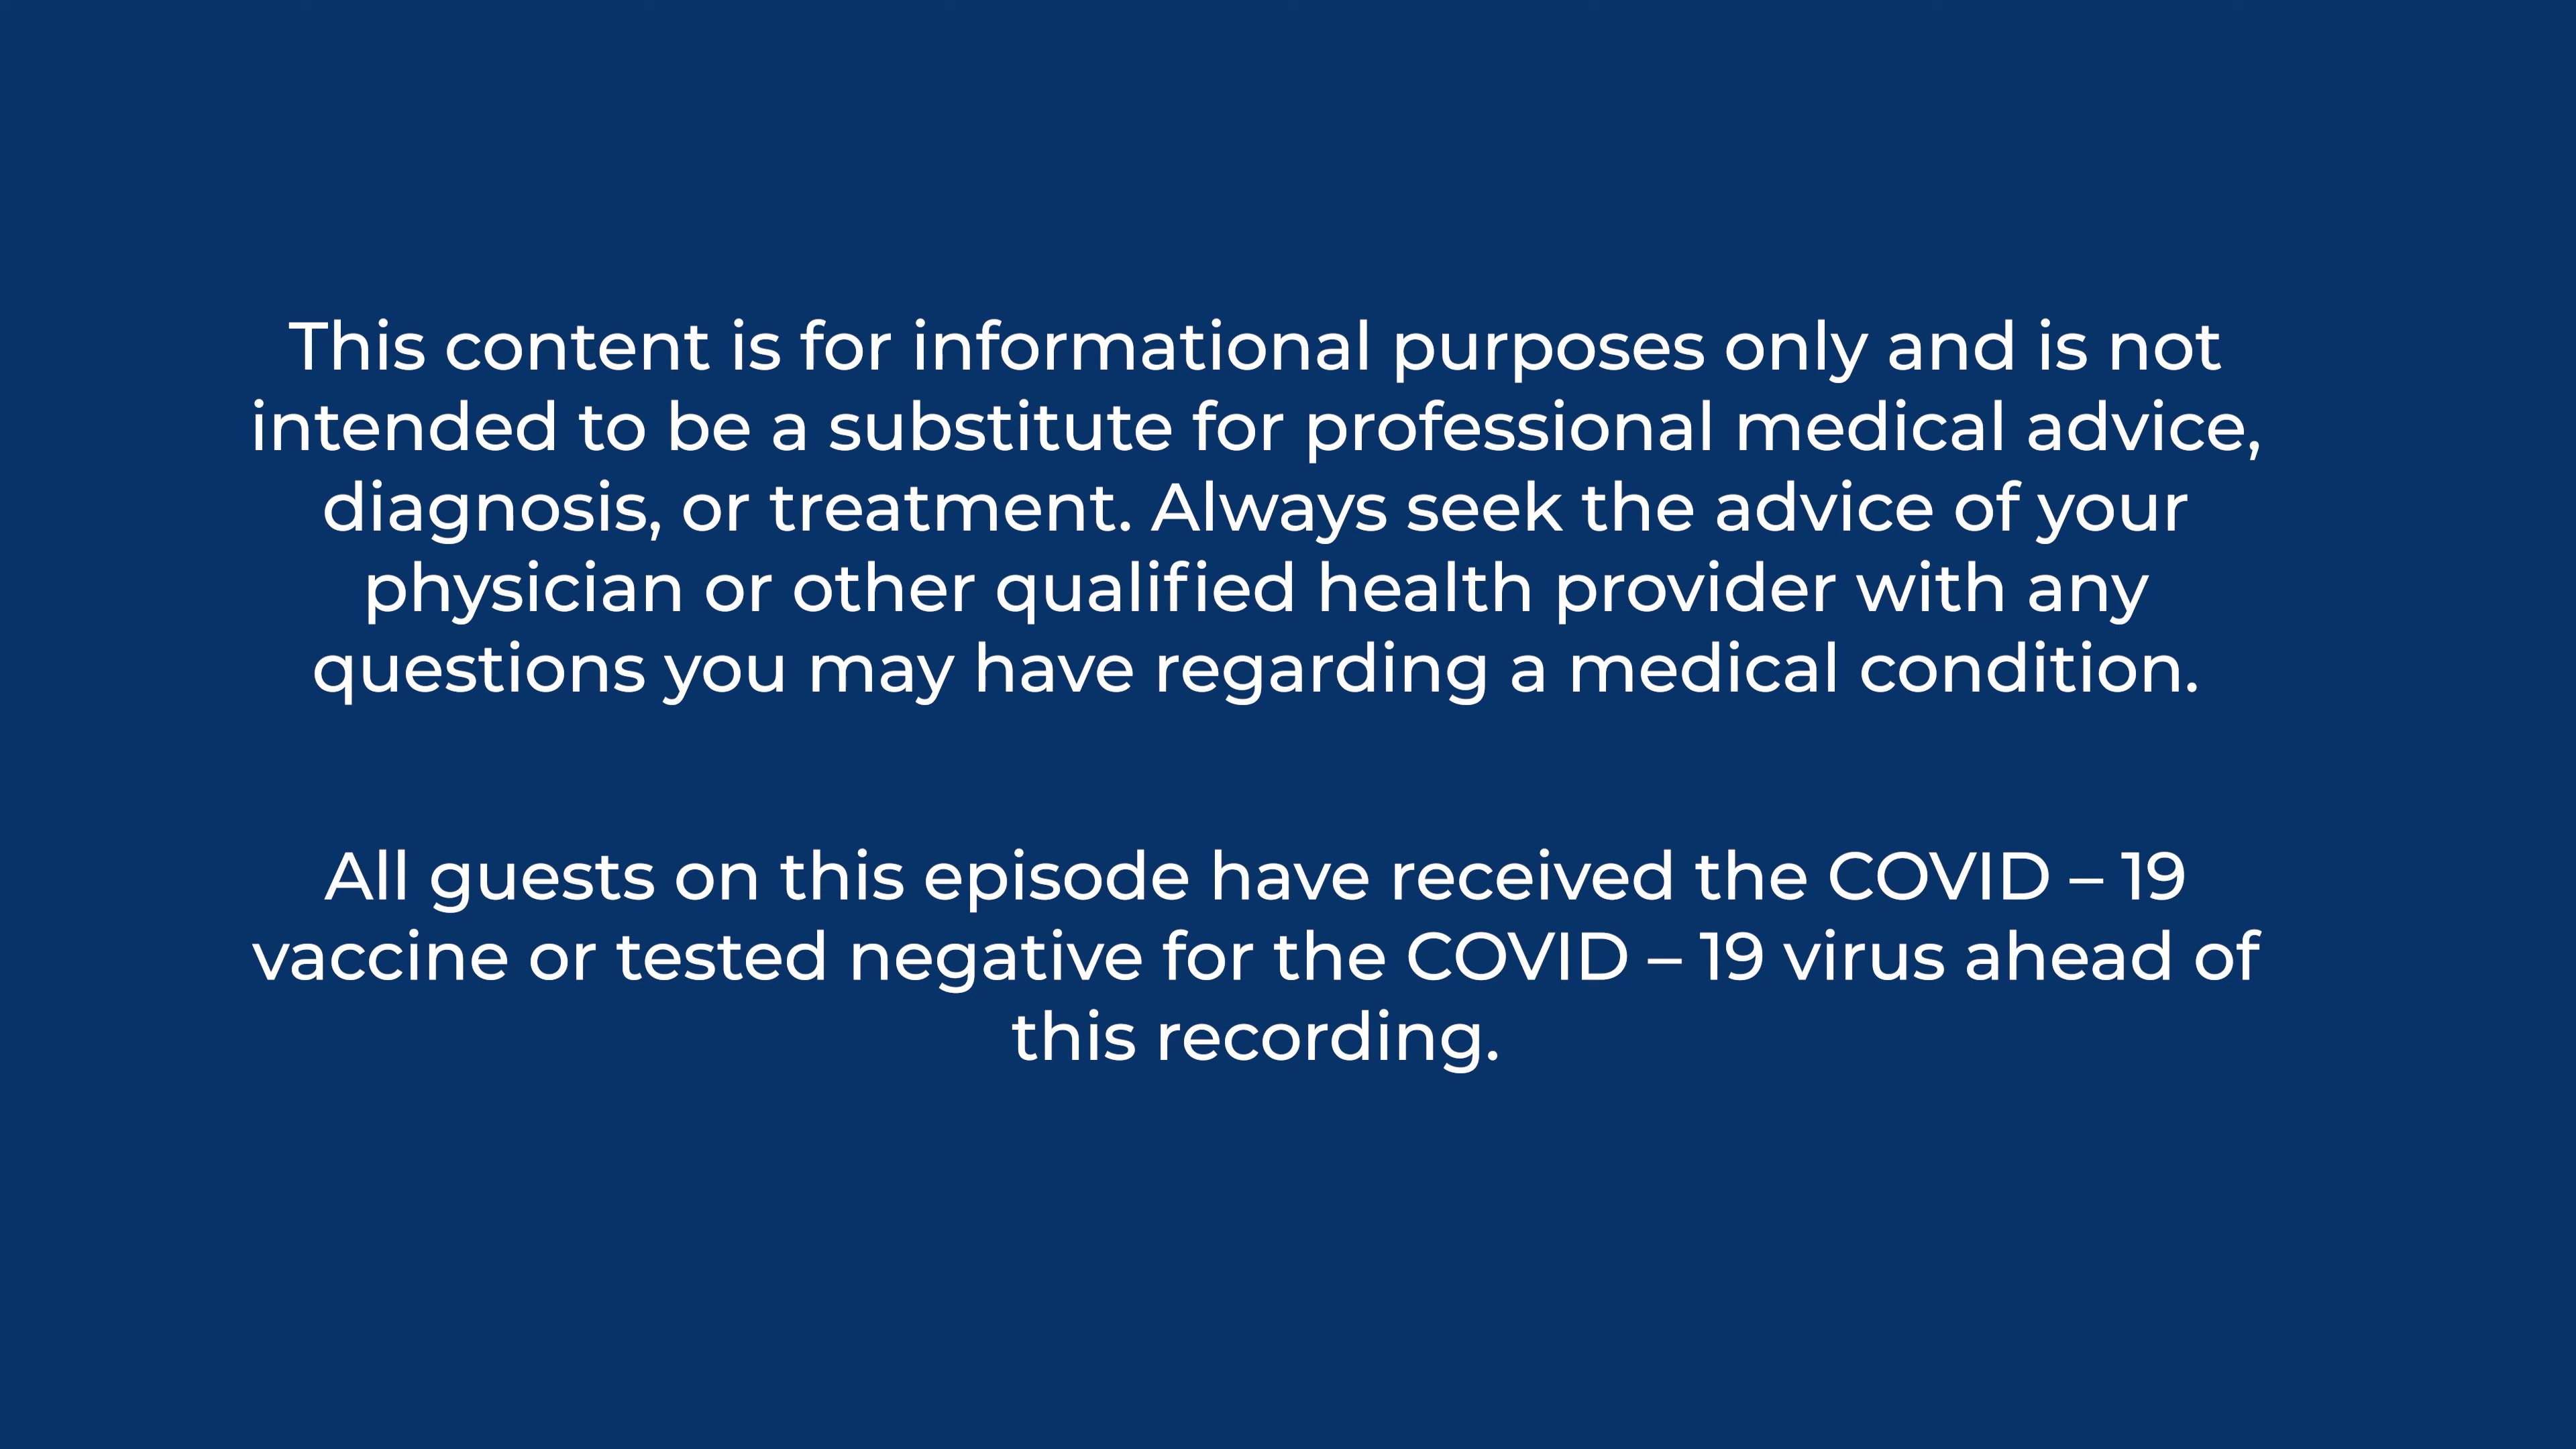 This content is for informational purposes only and is not
intended to be a substitute for professional medical advice,
diagnosis, or treatment. Always seek the advice of your
physician or other qualified health provider with any
questions you may have regarding a medical condition.
All guests on this episode have received the COVID – 19
vaccine or tested negative for the COVID – 19 virus ahead of
this recording.